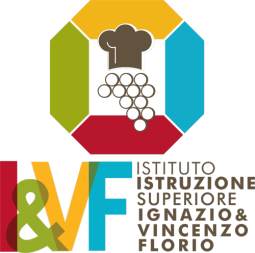 I&VF
ISTITUTO
ISTRUZIONE
SUPERIORE
IGNAZIO&
VINCENZO
FLORIO